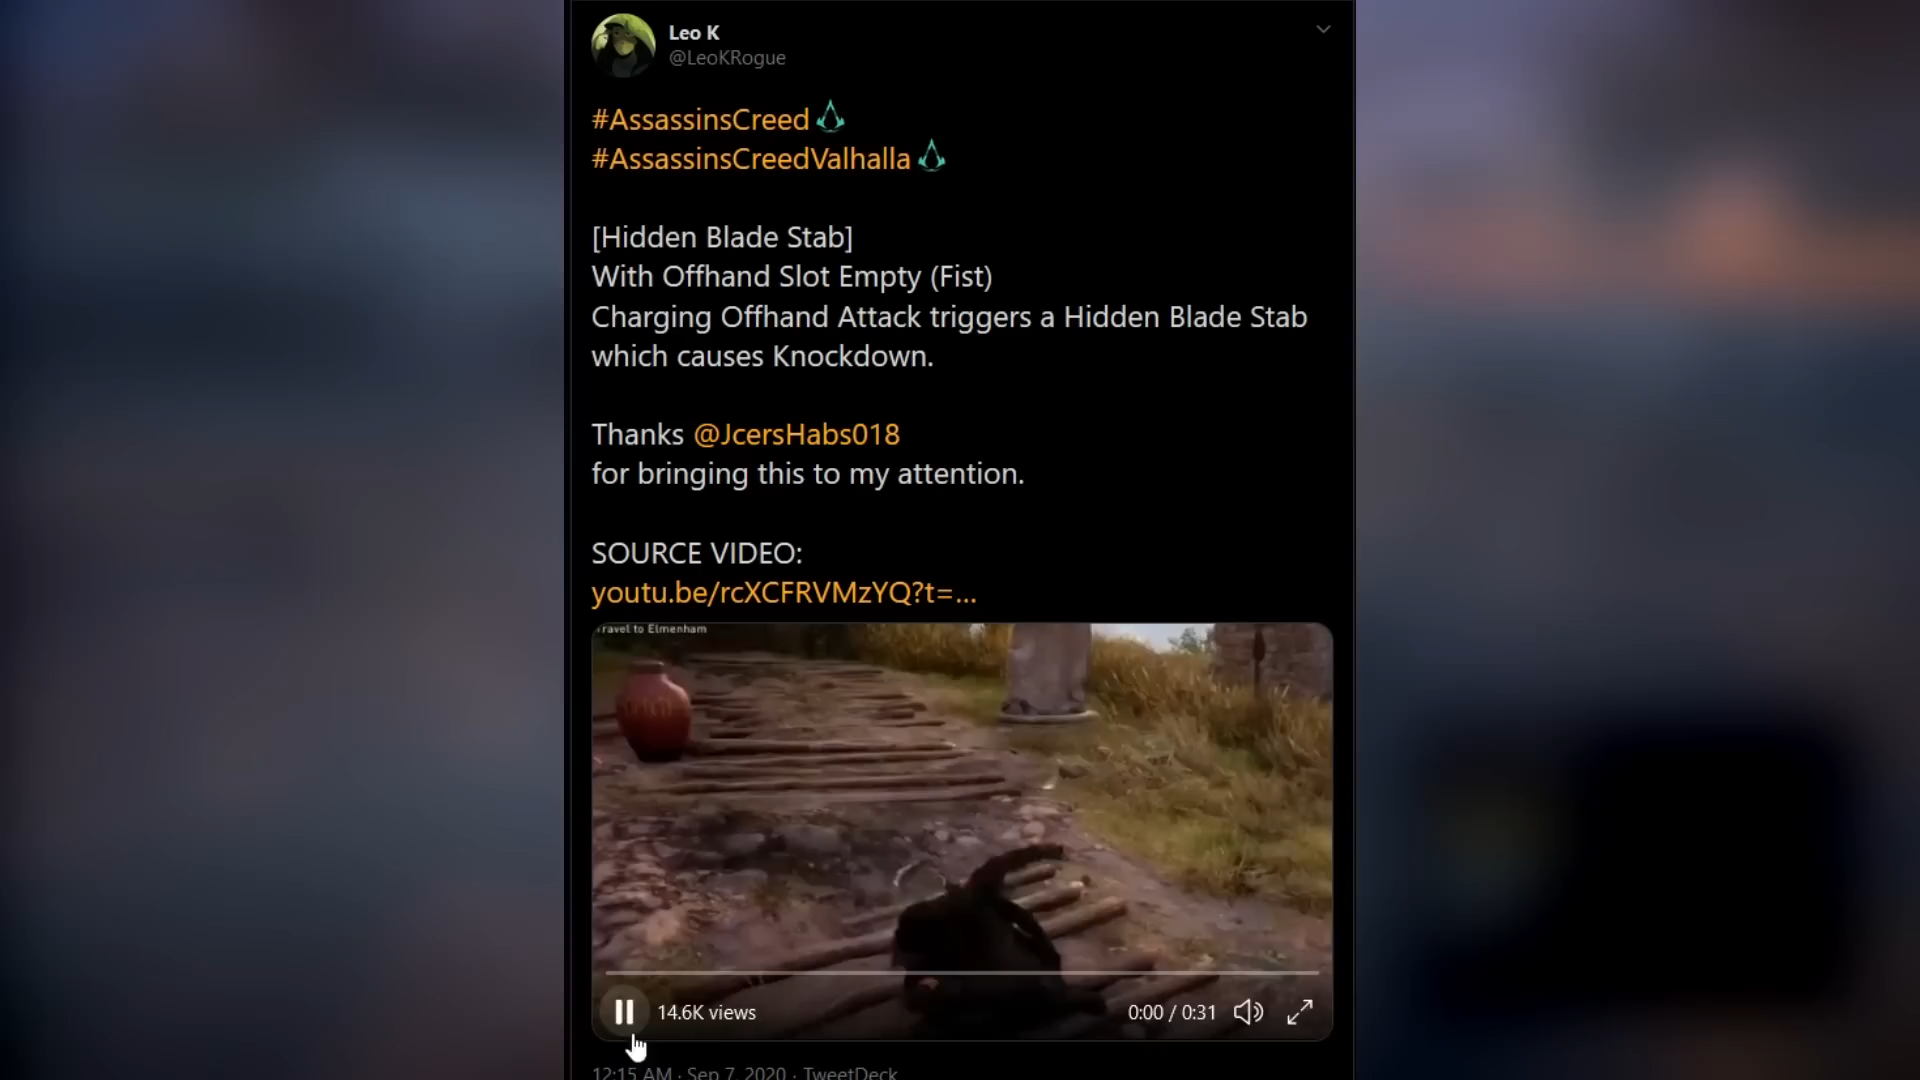 Leo K
@LeoKRogue
#AssassinsCreed
#AssassinsCreedValhalla
[Hidden Blade Stab]
With Offhand Slot Empty (Fist)
Charging Offhand Attack triggers a Hidden Blade Stab
which causes Knockdown.
Thanks @JcersHabs018
for bringing this to my attention.
SOURCE VIDEO:
youtu.be/rcXCFRVMzYQ?t=...
ravel to Elmenham
14.6K views
0:00 / 0:31
12:15 AM · Sep 7, 2020 · TweetDeck